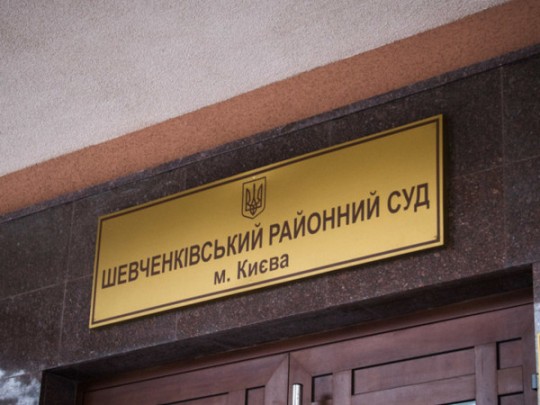 ШЕВЧЕНКІВСЬКИЙ РАЙОННИЙ СУД
м. Києва